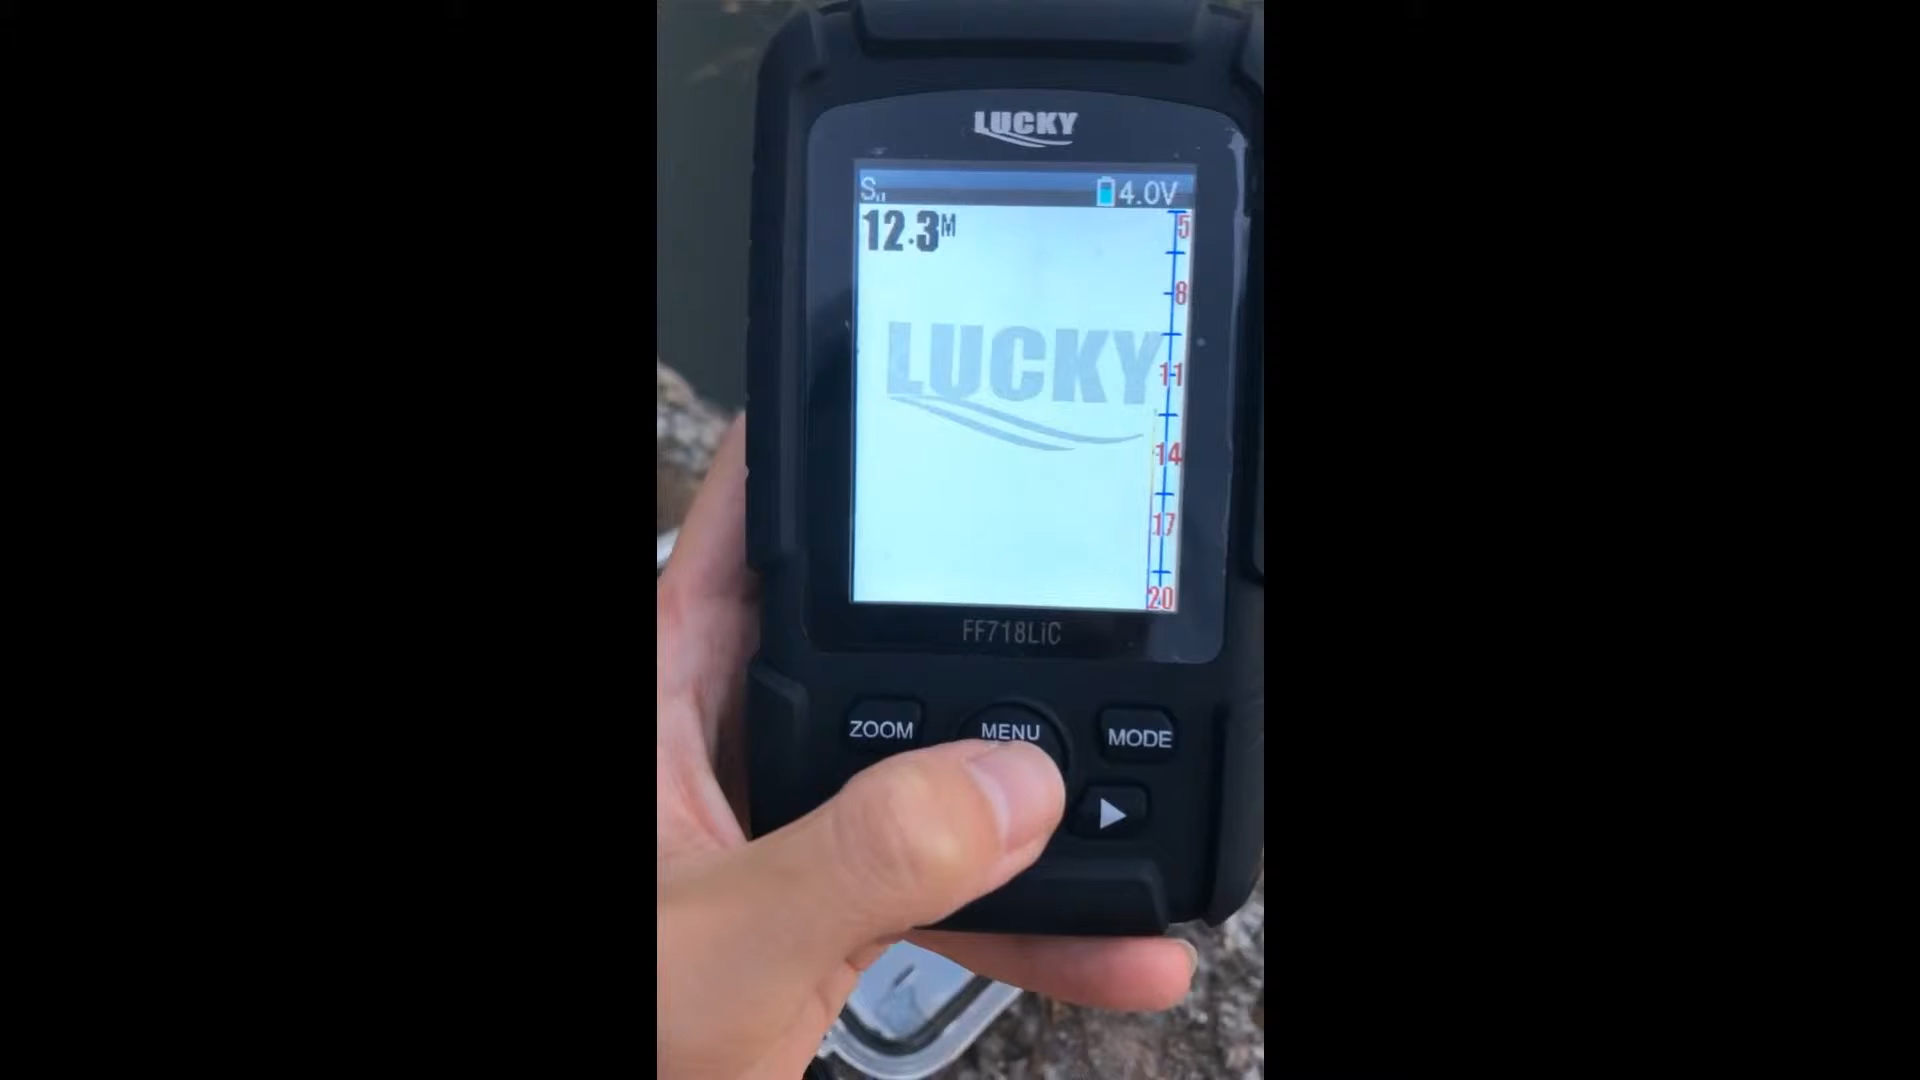 LUCKY
S 4.0V
12.3M
5
8
LUCKY
11
14
17
20
FF718LiC
ZOOM MENU MODE